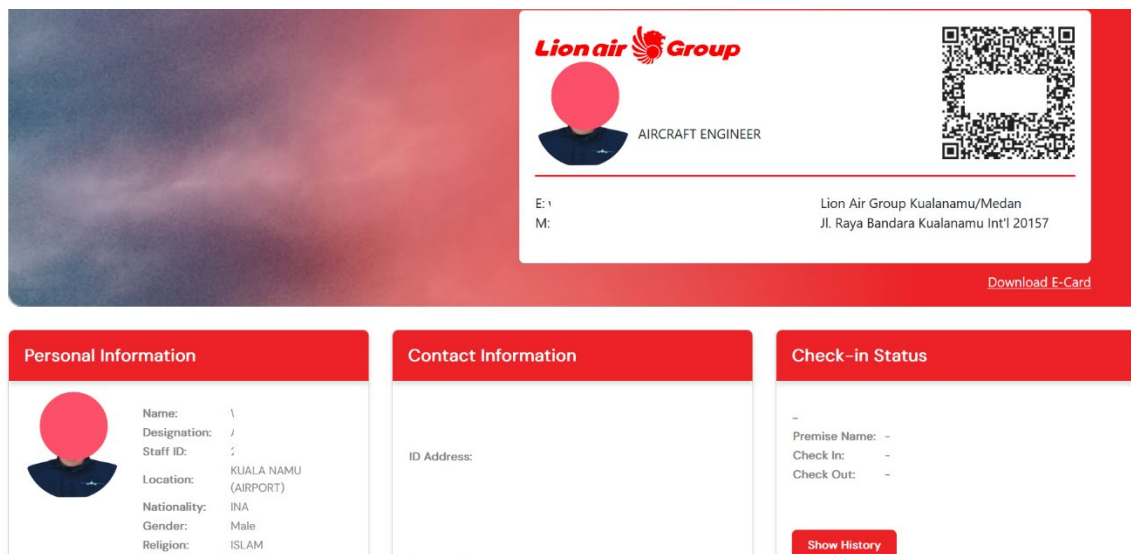 Lion air Group
AIRCRAFT ENGINEER
E:
M:
Lion Air Group Kualanamu/Medan
Jl. Raya Bandara Kualanamu Int'l 20157
Download E-Card
Personal Information
Name:
Designation:
Staff ID:
Location: KUALA NAMU
(AIRPORT)
Nationality: INA
Gender: Male
Religion: ISLAM
Contact Information
ID Address:
Check-in Status
-
Premise Name: -
Check In: -
Check Out: -
Show History